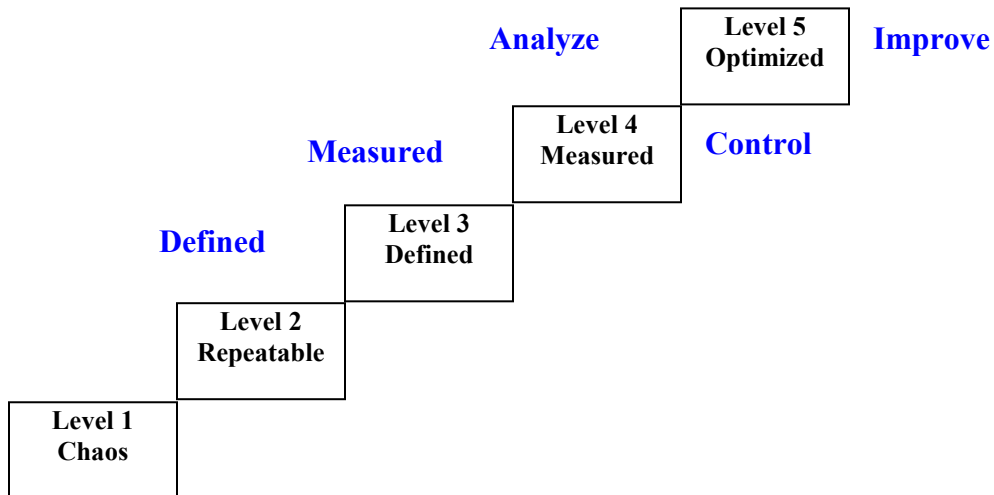 Analyze
Level 5
Optimized
Improve
Measured
Level 4
Measured
Control
Defined
Level 3
Defined
Level 2
Repeatable
Level 1
Chaos